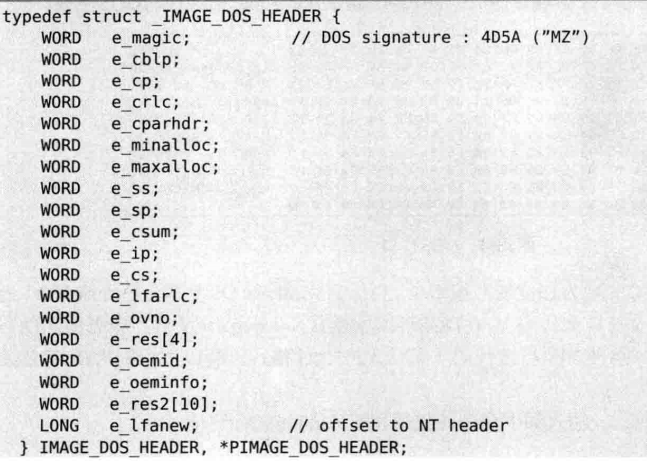 typedef struct _IMAGE_DOS_HEADER {
    WORD   e_magic;          // DOS signature : 4D5A (”MZ”)
    WORD   e_cblp;
    WORD   e_cp;
    WORD   e_crlc;
    WORD   e_cparhdr;
    WORD   e_minalloc;
    WORD   e_maxalloc;
    WORD   e_ss;
    WORD   e_sp;
    WORD   e_csum;
    WORD   e_ip;
    WORD   e_cs;
    WORD   e_lfarlc;
    WORD   e_ovno;
    WORD   e_res[4];
    WORD   e_oemid;
    WORD   e_oeminfo;
    WORD   e_res2[10];
    LONG   e_lfanew;         // offset to NT header
  } IMAGE_DOS_HEADER, *PIMAGE_DOS_HEADER;